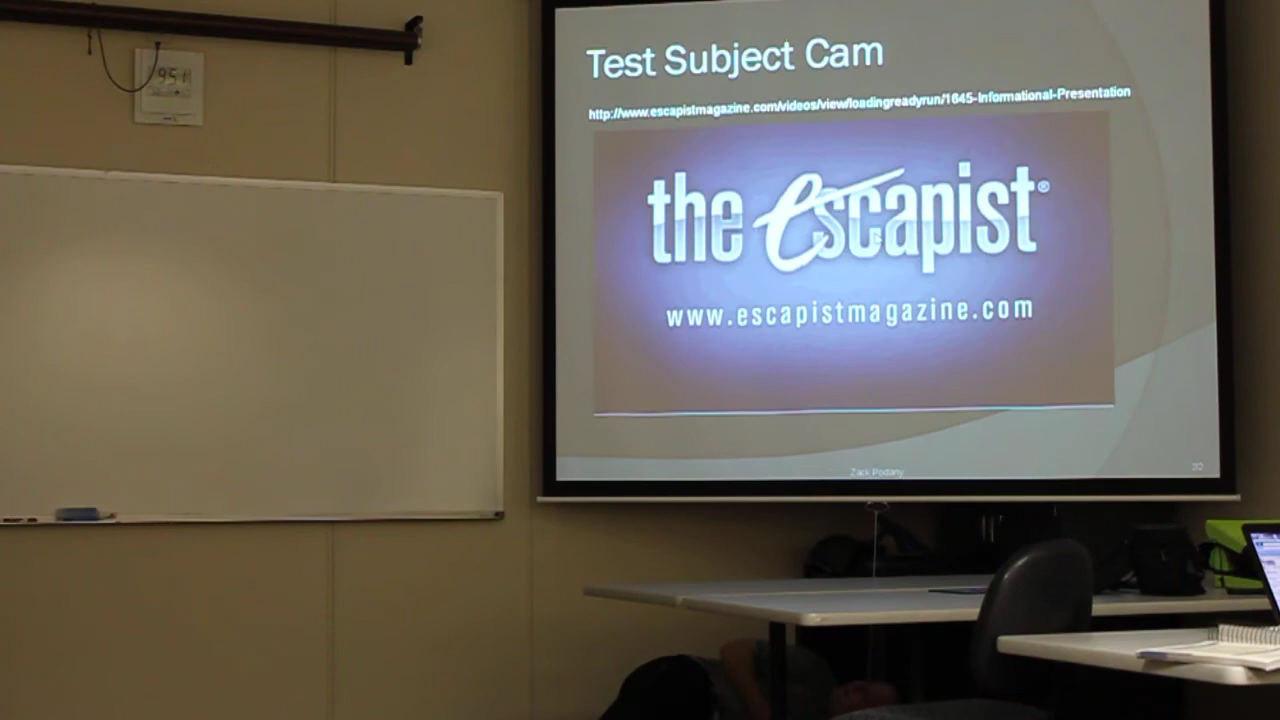 951
Test Subject Cam
http://www.escapistmagazine.com/videos/view/loadingreadyrun/1645-Informational-Presentation
the escapist®
www.escapistmagazine.com
Zack Podany